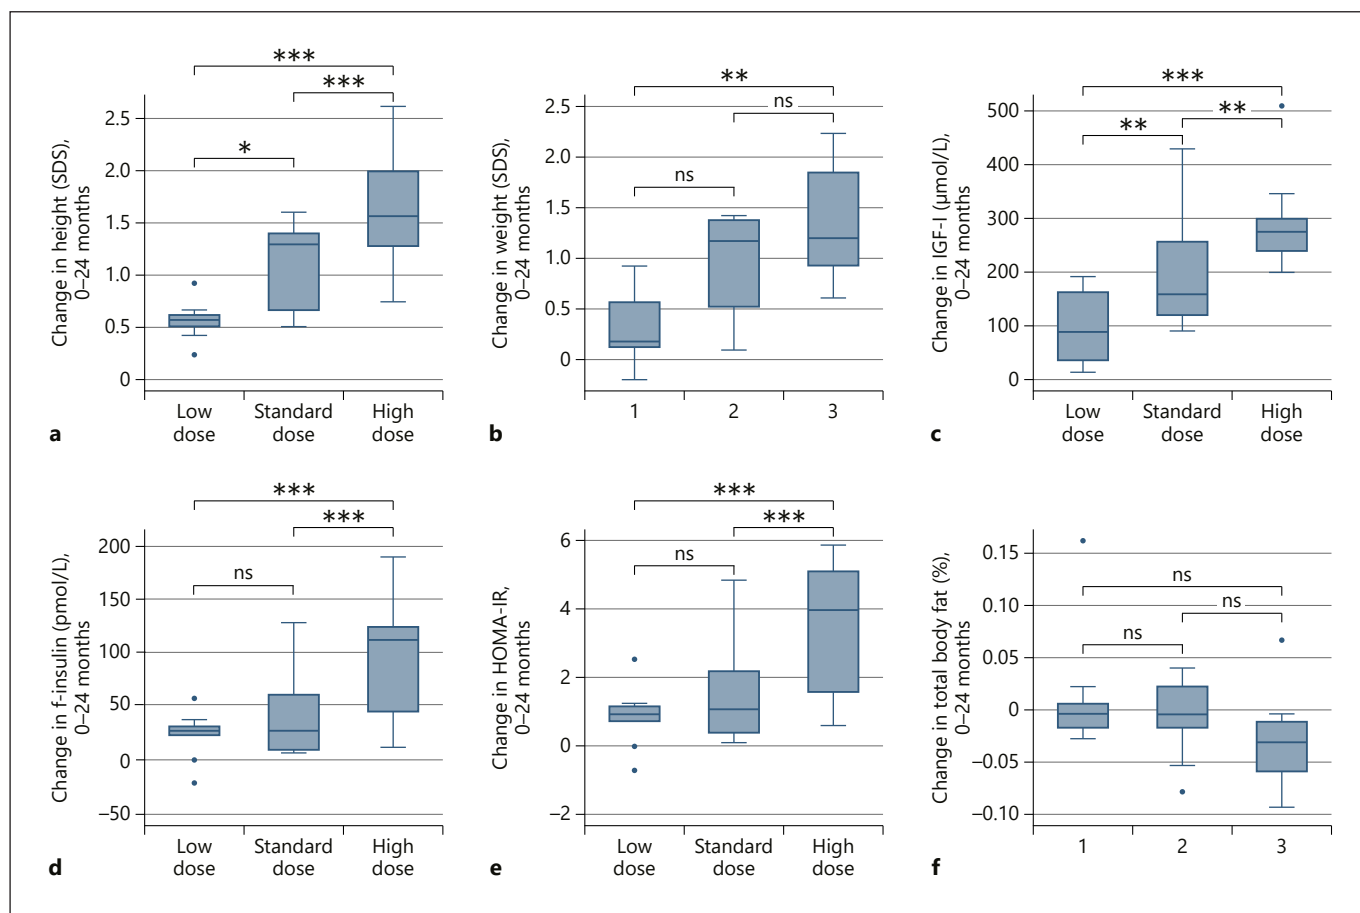 ***
***
*
2.5
2.0
1.5
1.0
0.5
0
Change in height (SDS),
0–24 months
Low
dose
Standard
dose
High
dose
a
**
ns
ns
2.5
2.0
1.5
1.0
0.5
0
Change in weight (SDS),
0–24 months
1
2
3
b
***
**
**
500
400
300
200
100
0
Change in IGF-I (µmol/L),
0–24 months
Low
dose
Standard
dose
High
dose
c
***
***
ns
200
150
100
50
0
–50
Change in f-insulin (pmol/L),
0–24 months
Low
dose
Standard
dose
High
dose
d
***
***
ns
6
4
2
0
–2
Change in HOMA-IR,
0–24 months
Low
dose
Standard
dose
High
dose
e
ns
ns
ns
0.15
0.10
0.05
0
–0.05
–0.10
Change in total body fat (%),
0–24 months
1
2
3
f